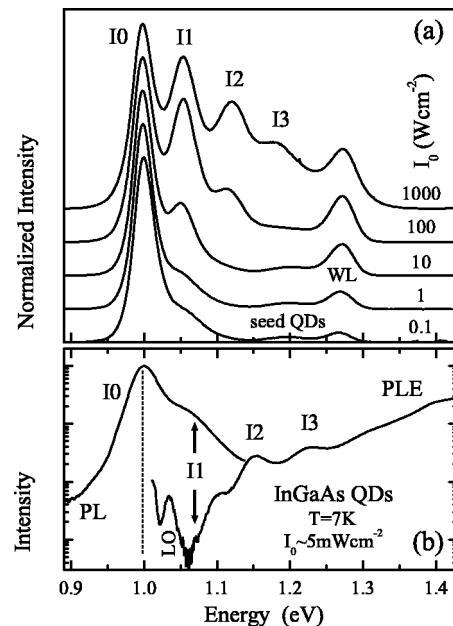 (a)
I0
I1
I2
I3
I₀ (Wcm⁻²)
1000
100
10
WL
1
seed QDs
0.1
Normalized Intensity
I0
PLE
I2
I3
I1
PL
LO
InGaAs QDs
T=7K
I₀~5mWcm⁻²
(b)
Intensity
0.9 1.0 1.1 1.2 1.3 1.4
Energy (eV)